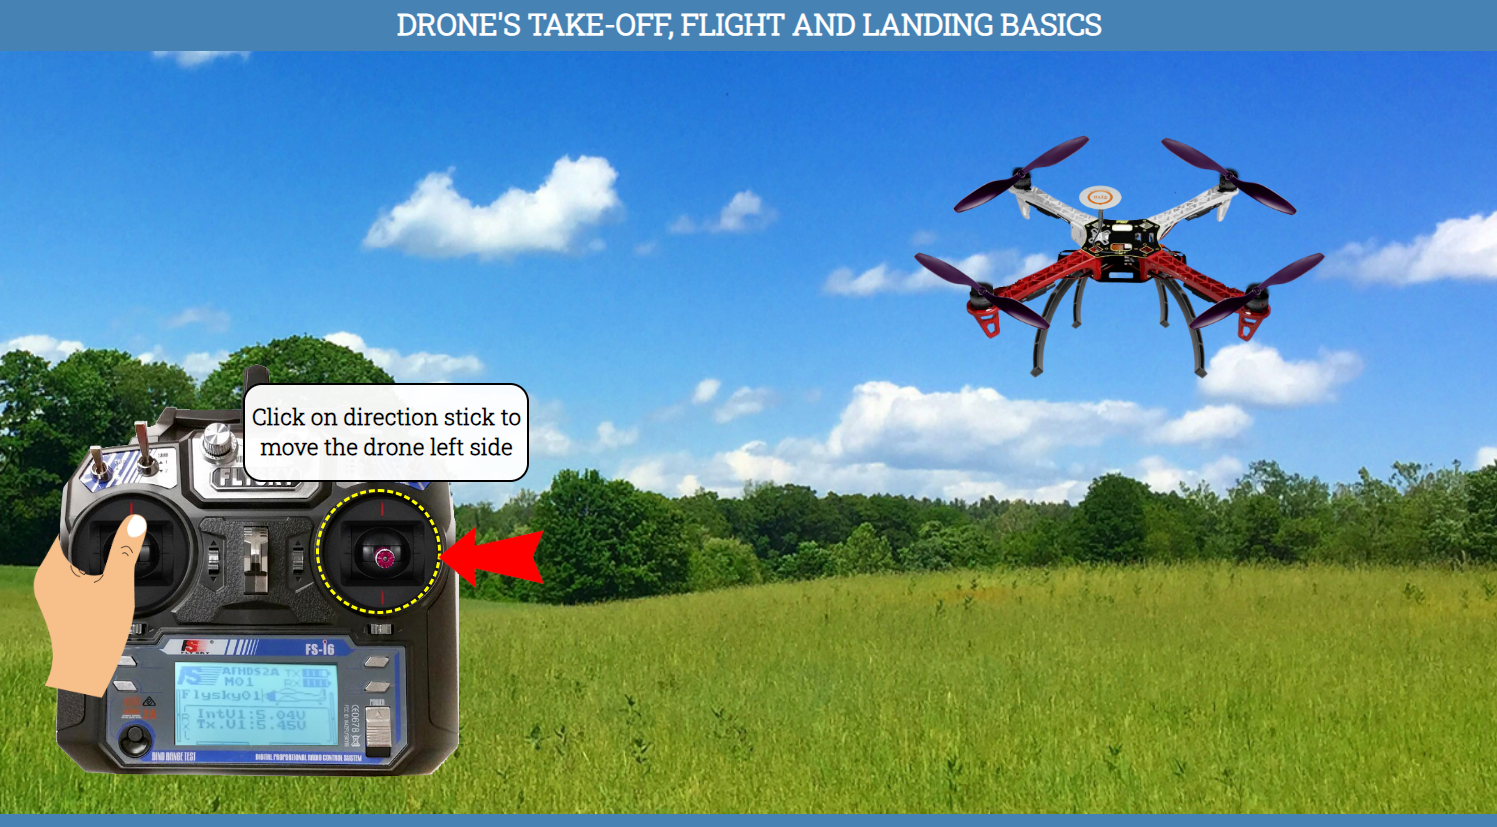 DRONE'S TAKE-OFF, FLIGHT AND LANDING BASICS
Click on direction stick to
move the drone left side
FLYSKY
FS-i6
AFHDS2A TX
M01 RX
Flysky01
IntV1:5.04V
Tx.V1:5.45V
POWER
BIND RANGE TEST
DIGITAL PROPORTIONAL RADIO CONTROL SYSTEM